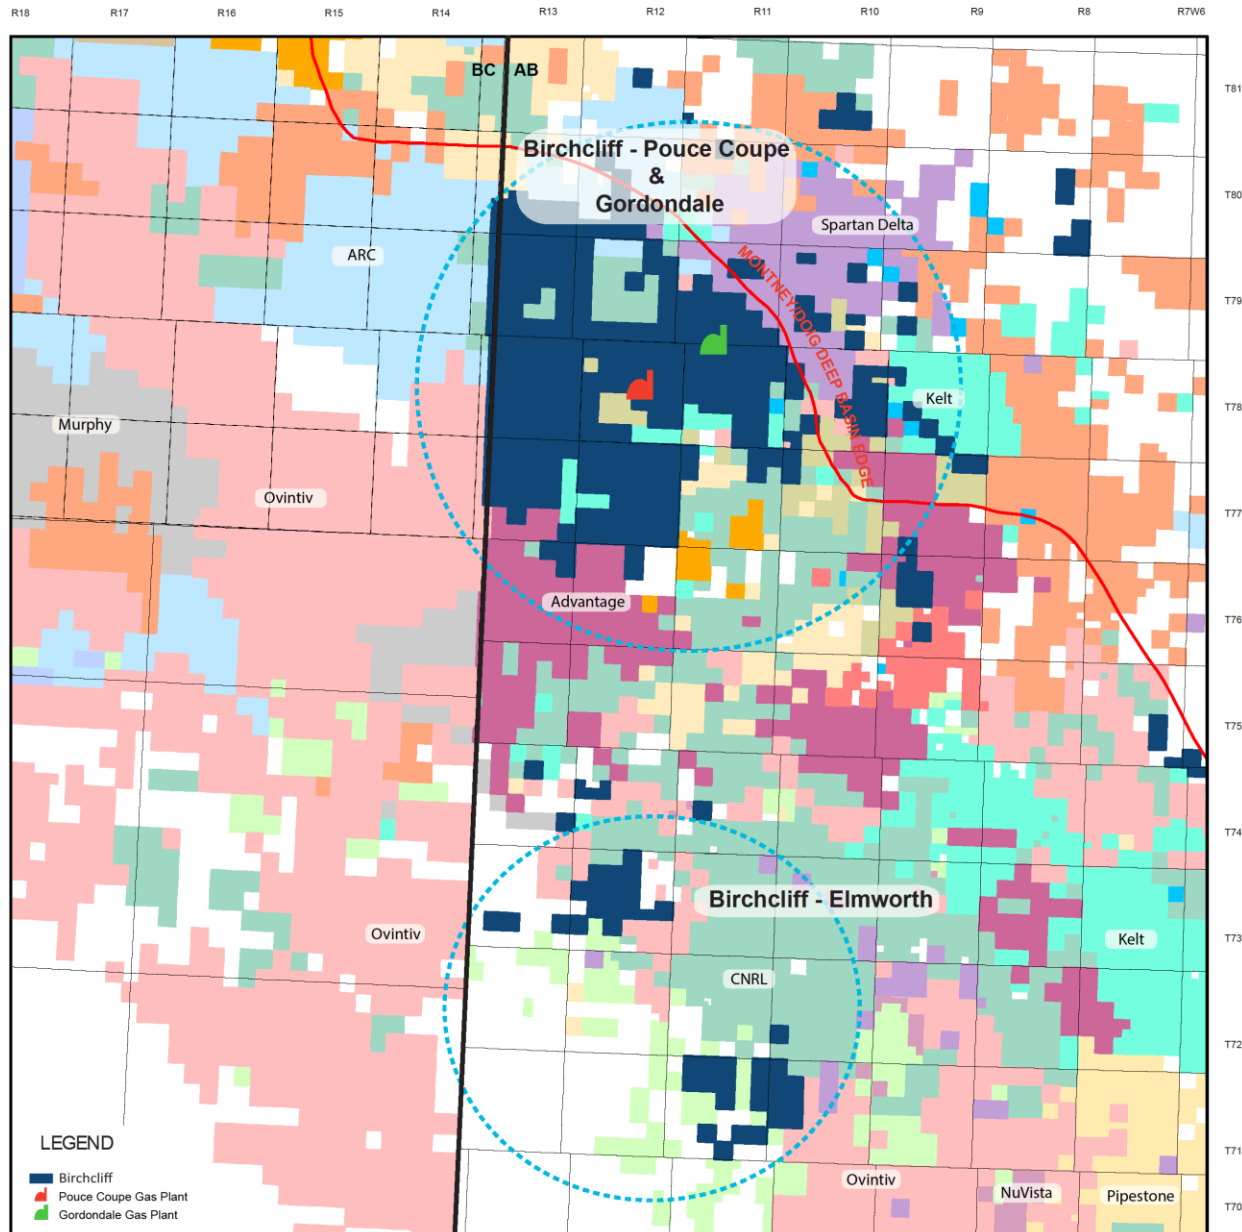 R18 R17 R16 R15 R14 R13 R12 R11 R10 R9 R8 R7W6
BC AB
T81
Birchcliff - Pouce Coupe
&
Gordondale
T80
Spartan Delta
ARC
MONTNEY/DOIG DEEP BASIN EDGE
T79
Kelt
T78
Murphy
Ovintiv
T77
Advantage
T76
T75
T74
Birchcliff - Elmworth
Ovintiv
Kelt
T73
CNRL
T72
LEGEND
Birchcliff
Pouce Coupe Gas Plant
Gordondale Gas Plant
T71
Ovintiv
NuVista
Pipestone
T70